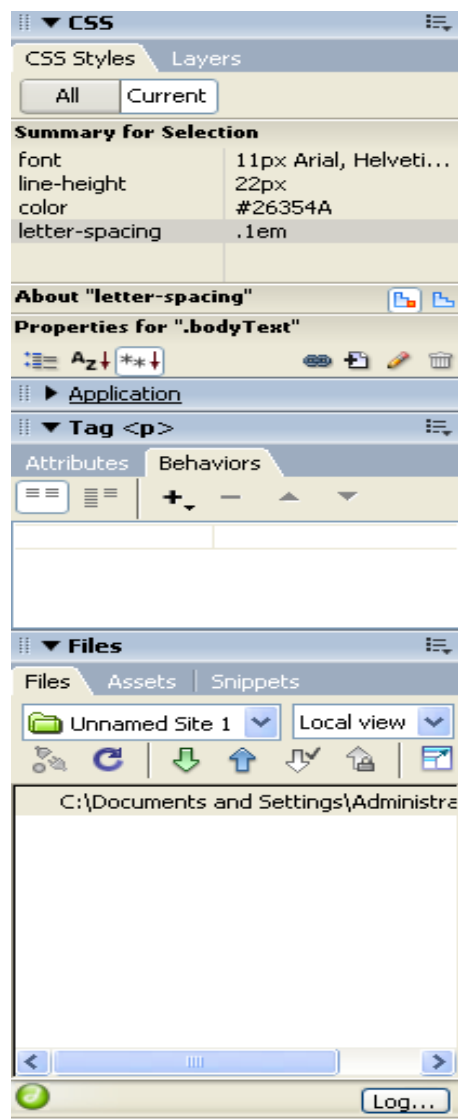 CSS
CSS Styles Layers
All Current
Summary for Selection
font 11px Arial, Helveti...
line-height 22px
color #26354A
letter-spacing .1em
About "letter-spacing"
Properties for ".bodyText"
Application
Tag <p>
Attributes Behaviors
Files
Files Assets Snippets
Unnamed Site 1 Local view
C:\Documents and Settings\Administra
Log...